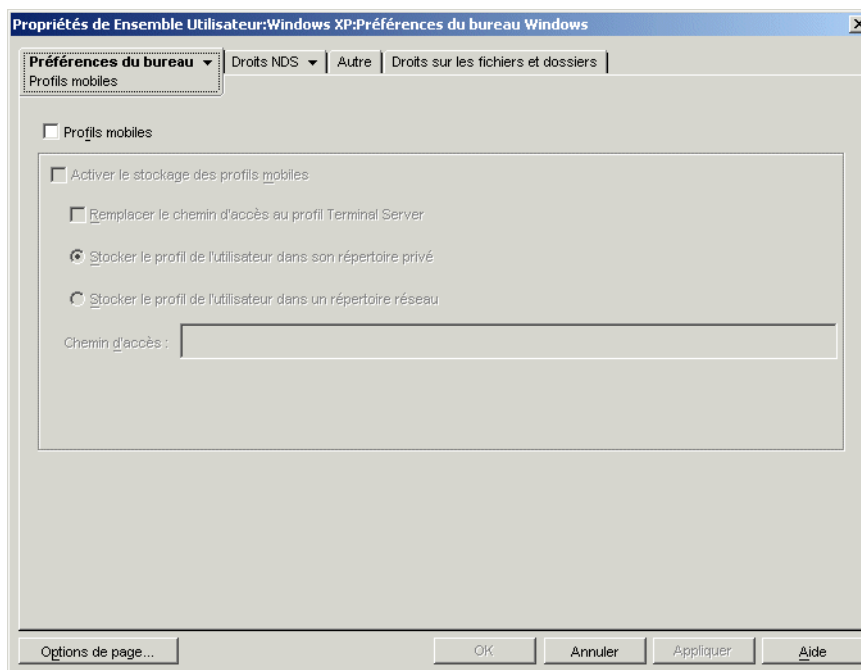 Propriétés de Ensemble Utilisateur:Windows XP:Préférences du bureau Windows
Préférences du bureau Droits NDS Autre Droits sur les fichiers et dossiers
Profils mobiles
Profils mobiles
Activer le stockage des profils mobiles
Remplacer le chemin d'accès au profil Terminal Server
Stocker le profil de l'utilisateur dans son répertoire privé
Stocker le profil de l'utilisateur dans un répertoire réseau
Chemin d'accès :
Options de page... OK Annuler Appliquer Aide